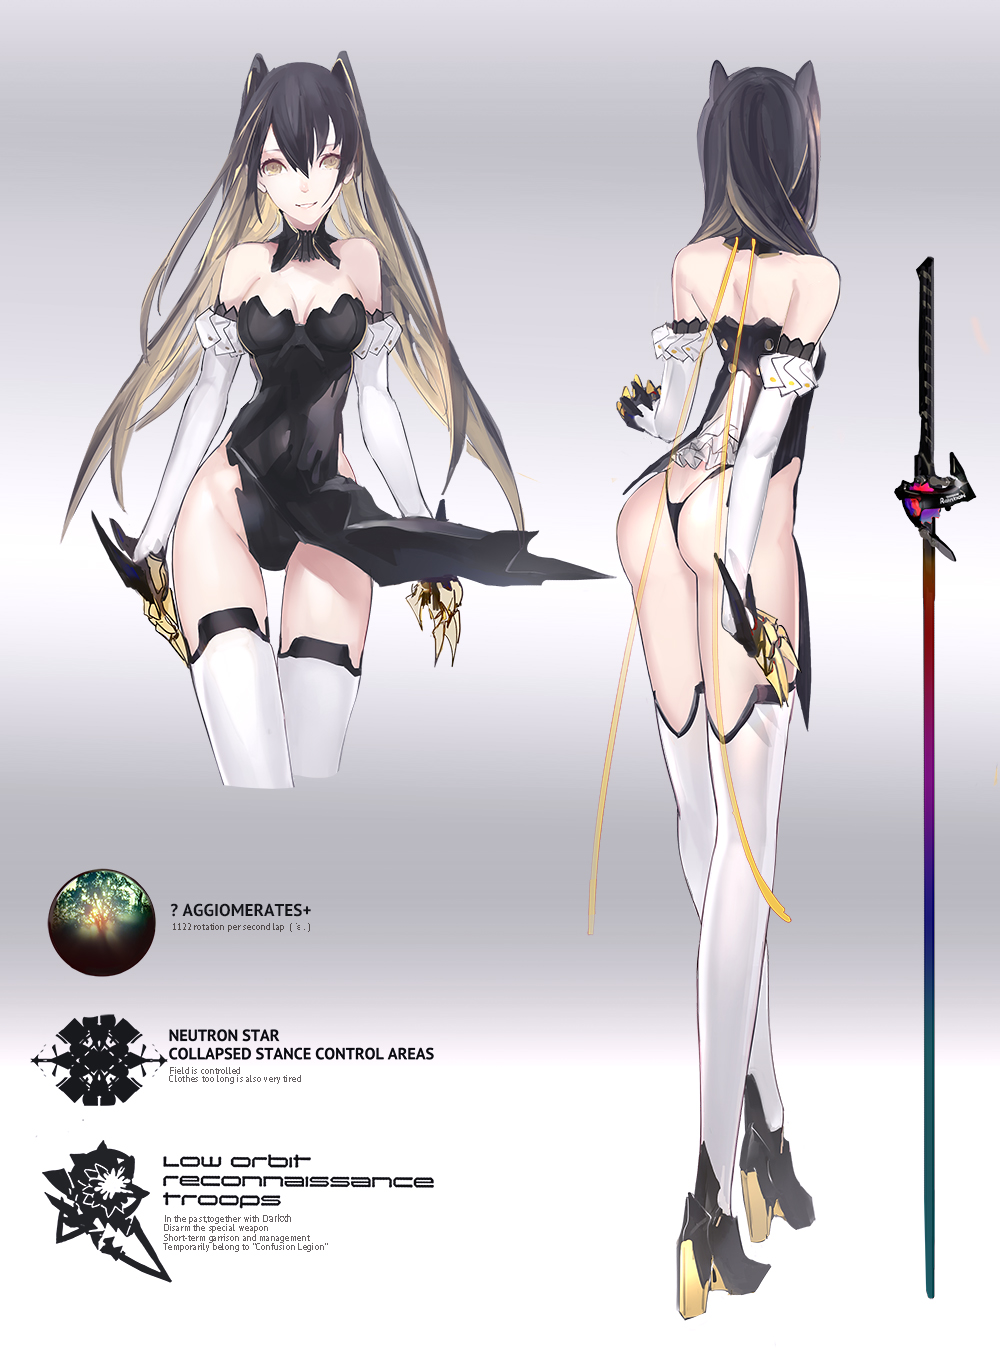 ? AGGIOMERATES+
1122 rotation per second lap ( ´ε . )
NEUTRON STAR
COLLAPSED STANCE CONTROL AREAS
Field is controlled
Clothes too long is also very tired
Low orbit
reconnaissance
troops
In the past,together with Darkth
Disarm the special weapon
Short-term garrison and management
Temporarily belong to "Confusion Legion"